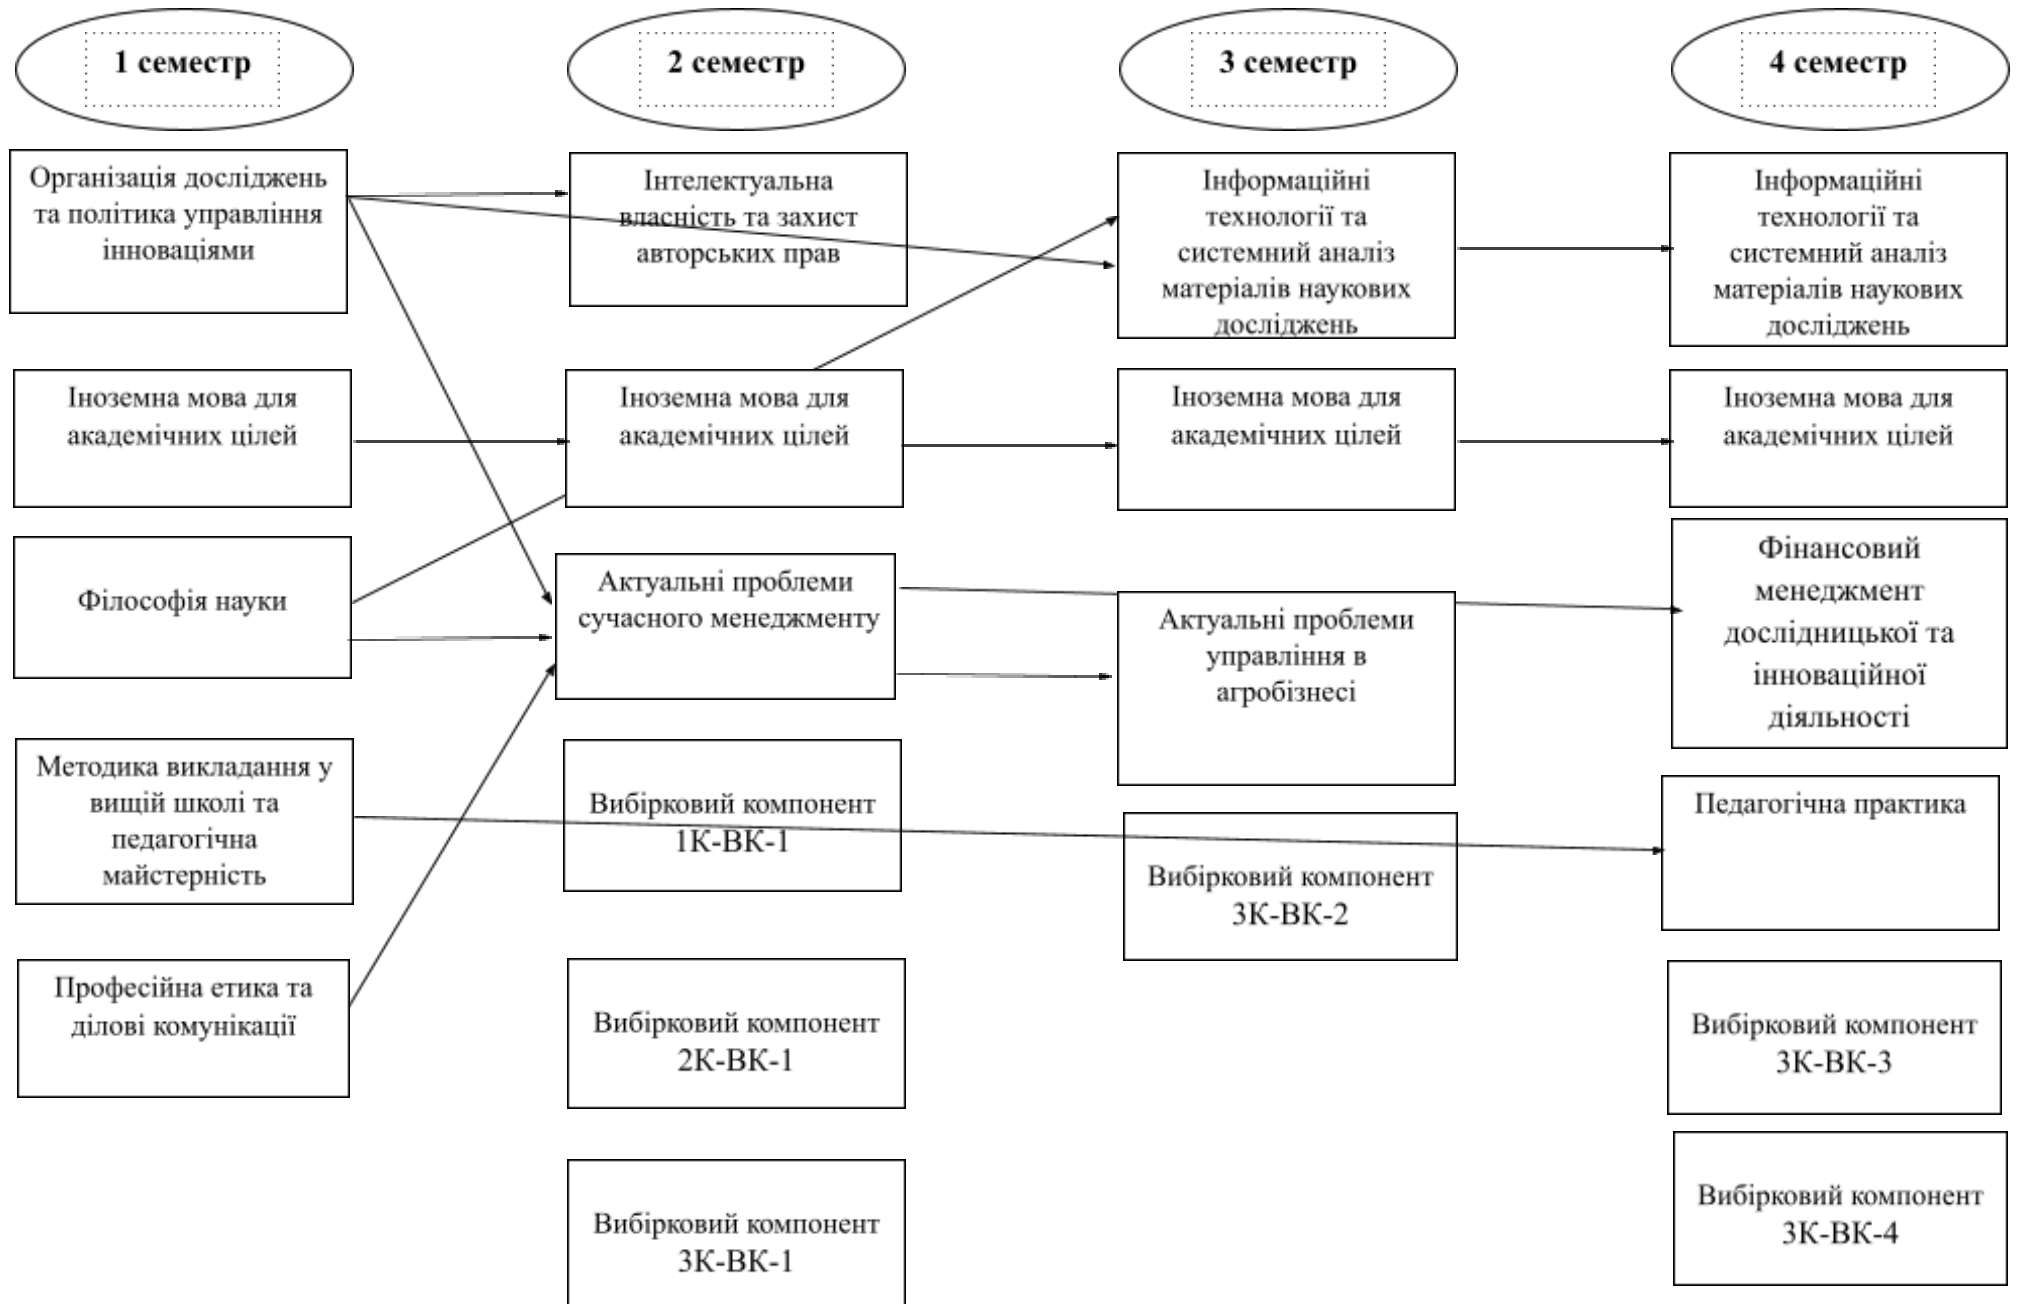 1 семестр
2 семестр
3 семестр
4 семестр
Організація досліджень
та політика управління
інноваціями
Інтелектуальна
власність та захист
авторських прав
Інформаційні
технології та
системний аналіз
матеріалів наукових
досліджень
Інформаційні
технології та
системний аналіз
матеріалів наукових
досліджень
Іноземна мова для
академічних цілей
Іноземна мова для
академічних цілей
Іноземна мова для
академічних цілей
Іноземна мова для
академічних цілей
Філософія науки
Актуальні проблеми
сучасного менеджменту
Актуальні проблеми
управління в
агробізнесі
Фінансовий
менеджмент
дослідницької та
інноваційної
діяльності
Методика викладання у
вищій школі та
педагогічна
майстерність
Вибірковий компонент
1К-ВК-1
Вибірковий компонент
3К-ВК-2
Педагогічна практика
Професійна етика та
ділові комунікації
Вибірковий компонент
2К-ВК-1
Вибірковий компонент
3К-ВК-3
Вибірковий компонент
3К-ВК-1
Вибірковий компонент
3К-ВК-4